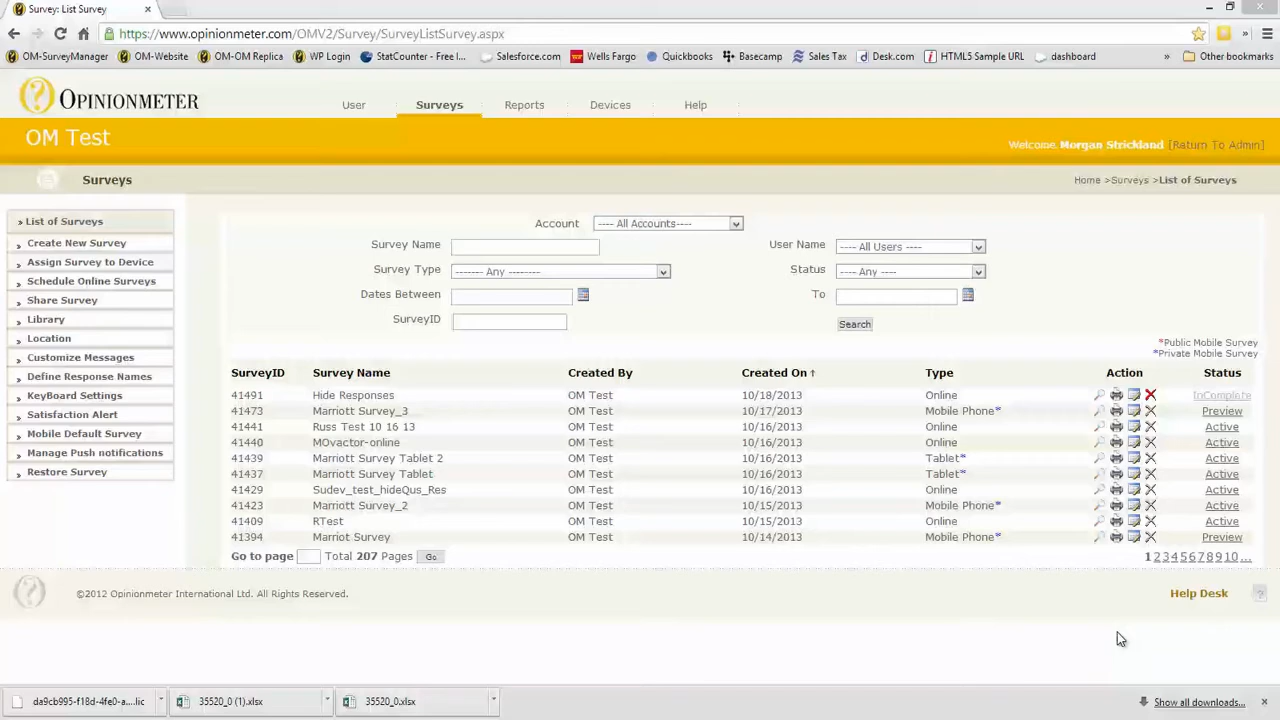 Survey: List Survey
https://www.opinionmeter.com/OMV2/Survey/SurveyListSurvey.aspx
OM-SurveyManager OM-Website OM-OM Replica WP Login StatCounter - Free I... Salesforce.com Wells Fargo Quickbooks Basecamp Sales Tax Desk.com HTML5 Sample URL dashboard » Other bookmarks
OPINIONMETER User Surveys Reports Devices Help
OM Test
Welcome Morgan Strickland [Return To Admin]
Surveys Home >Surveys >List of Surveys
List of Surveys
Create New Survey
Assign Survey to Device
Schedule Online Surveys
Share Survey
Library
Location
Customize Messages
Define Response Names
KeyBoard Settings
Satisfaction Alert
Mobile Default Survey
Manage Push notifications
Restore Survey
Account ---- All Accounts----
Survey Name User Name ---- All Users ----
Survey Type ------- Any -------- Status ---- Any ----
Dates Between To
SurveyID Search
*Public Mobile Survey
*Private Mobile Survey
SurveyID Survey Name Created By Created On ↑ Type Action Status
41491 Hide Responses OM Test 10/18/2013 Online InComplete
41473 Marriott Survey_3 OM Test 10/17/2013 Mobile Phone* Preview
41441 Russ Test 10 16 13 OM Test 10/16/2013 Online Active
41440 MOvactor-online OM Test 10/16/2013 Online Active
41439 Marriott Survey Tablet 2 OM Test 10/16/2013 Tablet* Active
41437 Marriott Survey Tablet OM Test 10/16/2013 Tablet* Active
41429 Sudev_test_hideQus_Res OM Test 10/16/2013 Online Active
41423 Marriott Survey_2 OM Test 10/15/2013 Mobile Phone* Active
41409 RTest OM Test 10/15/2013 Online Active
41394 Marriot Survey OM Test 10/14/2013 Mobile Phone* Preview
Go to page Total 207 Pages Go 1 2 3 4 5 6 7 8 9 10 ...
©2012 Opinionmeter International Ltd. All Rights Reserved. Help Desk ?
da9cb995-f18d-4fe0-a....lic 35520_0 (1).xlsx 35520_0.xlsx Show all downloads...